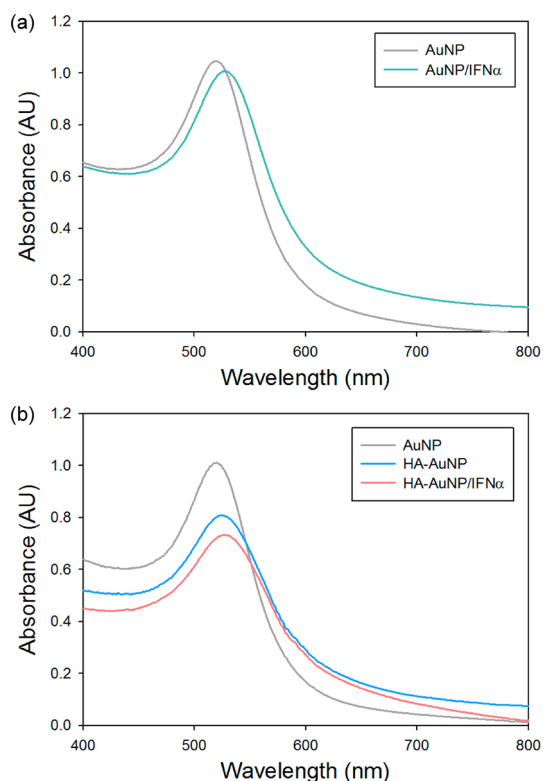 (a)
1.2
1.0
0.8
0.6
0.4
0.2
0.0
Absorbance (AU)
AuNP
AuNP/IFNα
400 500 600 700 800
Wavelength (nm)
(b)
1.2
1.0
0.8
0.6
0.4
0.2
0.0
Absorbance (AU)
AuNP
HA-AuNP
HA-AuNP/IFNα
400 500 600 700 800
Wavelength (nm)